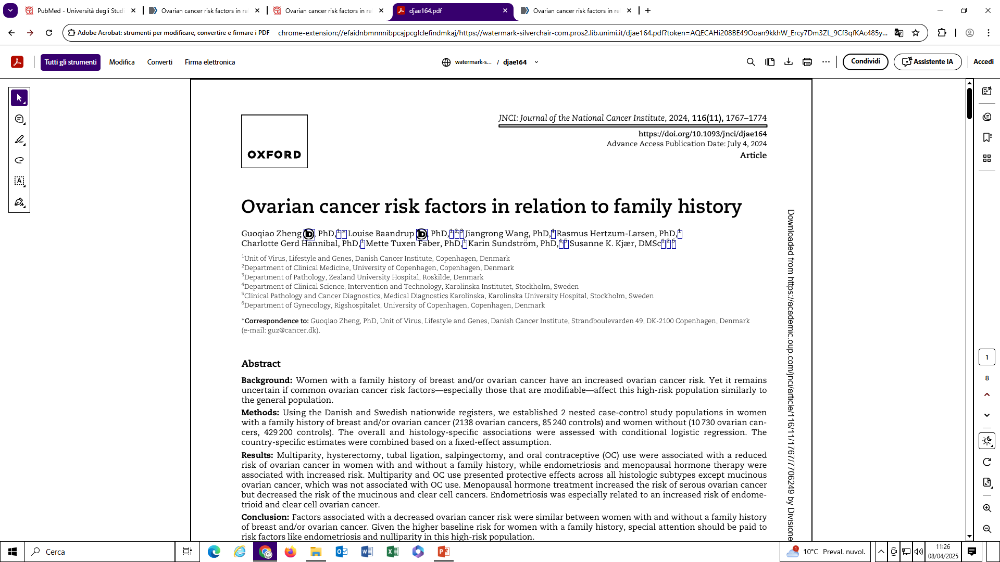 PubMed - Università degli Stud
Ovarian cancer risk factors in re
Ovarian cancer risk factors in re
djae164.pdf
Ovarian cancer risk factors in re
Adobe Acrobat: strumenti per modificare, convertire e firmare i PDF
chrome-extension://efaidnbmnnnibpcajpcglclefindmkaj/https://watermark-silverchair-com.pros2.lib.unimi.it/djae164.pdf?token=AQECAHi208BE49Ooan9kkhW_Ercy7Dm3ZL_9Cf3qfKAc485y...
Tutti gli strumenti
Modifica
Converti
Firma elettronica
watermark-s... / djae164
Condividi
Assistente IA
Accedi
OXFORD
JNCI: Journal of the National Cancer Institute, 2024, 116(11), 1767–1774
https://doi.org/10.1093/jnci/djae164
Advance Access Publication Date: July 4, 2024
Article
Ovarian cancer risk factors in relation to family history
Guoqiao Zheng iD, PhD,1,* Louise Baandrup iD, PhD,1,2,3 Jiangrong Wang, PhD,4 Rasmus Hertzum-Larsen, PhD,1
Charlotte Gerd Hannibal, PhD,1 Mette Tuxen Faber, PhD,1 Karin Sundström, PhD,4,5 Susanne K. Kjær, DMSc1,2,6
1Unit of Virus, Lifestyle and Genes, Danish Cancer Institute, Copenhagen, Denmark
2Department of Clinical Medicine, University of Copenhagen, Copenhagen, Denmark
3Department of Pathology, Zealand University Hospital, Roskilde, Denmark
4Department of Clinical Science, Intervention and Technology, Karolinska Institutet, Stockholm, Sweden
5Clinical Pathology and Cancer Diagnostics, Medical Diagnostics Karolinska, Karolinska University Hospital, Stockholm, Sweden
6Department of Gynecology, Rigshospitalet, University of Copenhagen, Copenhagen, Denmark
*Correspondence to: Guoqiao Zheng, PhD, Unit of Virus, Lifestyle and Genes, Danish Cancer Institute, Strandboulevarden 49, DK-2100 Copenhagen, Denmark
(e-mail: guz@cancer.dk).
Abstract
Background: Women with a family history of breast and/or ovarian cancer have an increased ovarian cancer risk. Yet it remains
uncertain if common ovarian cancer risk factors—especially those that are modifiable—affect this high-risk population similarly to
the general population.
Methods: Using the Danish and Swedish nationwide registers, we established 2 nested case-control study populations in women
with a family history of breast and/or ovarian cancer (2138 ovarian cancers, 85 240 controls) and women without (10 730 ovarian can-
cers, 429 200 controls). The overall and histology-specific associations were assessed with conditional logistic regression. The
country-specific estimates were combined based on a fixed-effect assumption.
Results: Multiparity, hysterectomy, tubal ligation, salpingectomy, and oral contraceptive (OC) use were associated with a reduced
risk of ovarian cancer in women with and without a family history, while endometriosis and menopausal hormone therapy were
associated with increased risk. Multiparity and OC use presented protective effects across all histologic subtypes except mucinous
ovarian cancer, which was not associated with OC use. Menopausal hormone treatment increased the risk of serous ovarian cancer
but decreased the risk of the mucinous and clear cell cancers. Endometriosis was especially related to an increased risk of endome-
trioid and clear cell ovarian cancer.
Conclusion: Factors associated with a decreased ovarian cancer risk were similar between women with and without a family history
of breast and/or ovarian cancer. Given the higher baseline risk for women with a family history, special attention should be paid to
risk factors like endometriosis and nulliparity in this high-risk population.
Downloaded from https://academic.oup.com/jnci/article/116/11/1767/7706249 by Divisione
1
8
Cerca
1
10°C Preval. nuvol.
11:26
08/04/2025